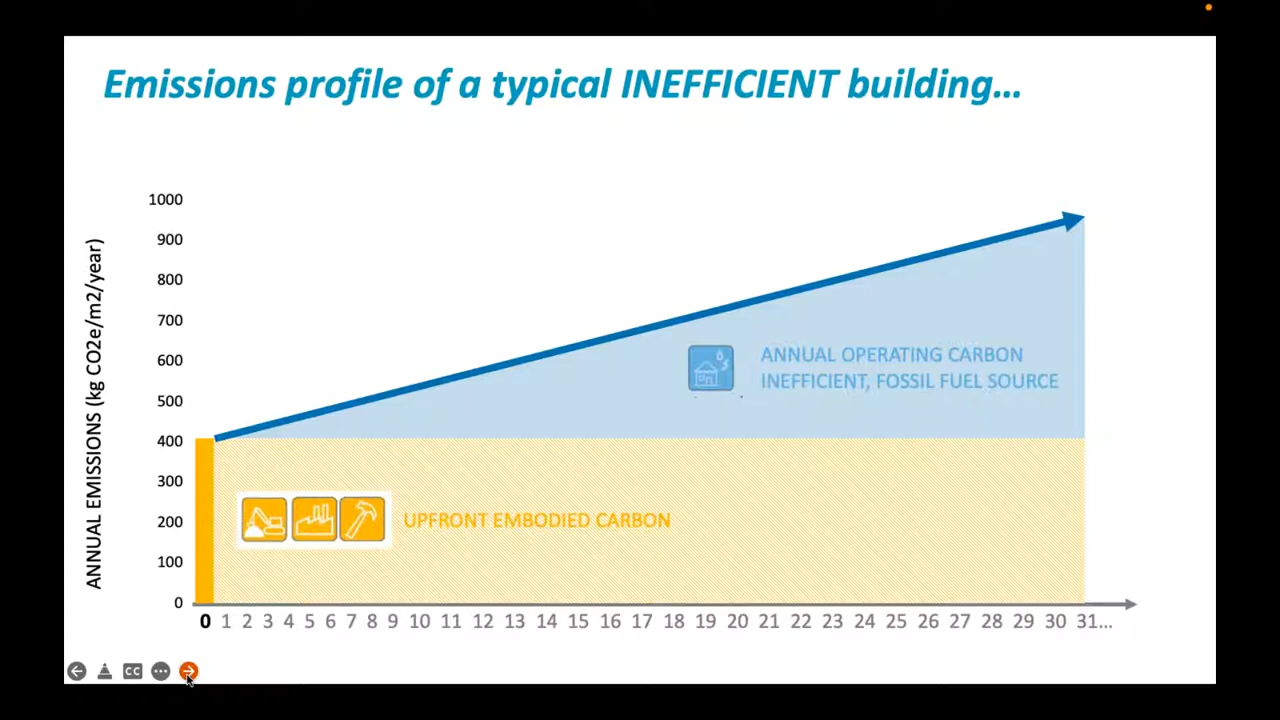 Emissions profile of a typical INEFFICIENT building...
1000
900
800
700
600
500
400
300
200
100
0
ANNUAL EMISSIONS (kg CO2e/m2/year)
ANNUAL OPERATING CARBON
INEFFICIENT, FOSSIL FUEL SOURCE
UPFRONT EMBODIED CARBON
0 1 2 3 4 5 6 7 8 9 10 11 12 13 14 15 16 17 18 19 20 21 22 23 24 25 26 27 28 29 30 31...
CC